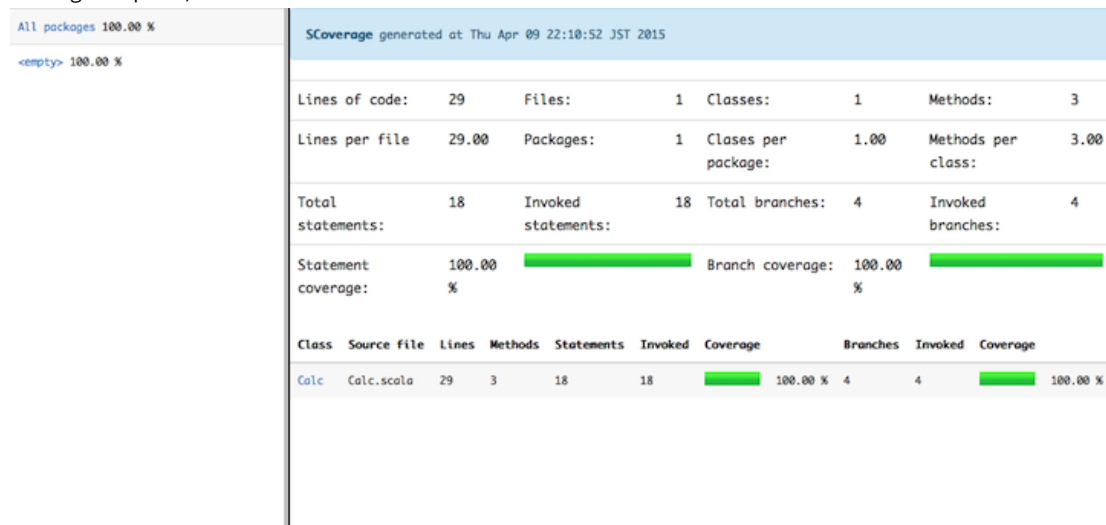 All packages 100.00 %
<empty> 100.00 %
SCoverage generated at Thu Apr 09 22:10:52 JST 2015
Lines of code: 29 Files: 1 Classes: 1 Methods: 3
Lines per file 29.00 Packages: 1 Clases per 1.00 Methods per 3.00
package: class:
Total 18 Invoked 18 Total branches: 4 Invoked 4
statements: statements: branches:
Statement 100.00 Branch coverage: 100.00
coverage: % %
Class Source file Lines Methods Statements Invoked Coverage Branches Invoked Coverage
Calc Calc.scala 29 3 18 18 100.00 % 4 4 100.00 %